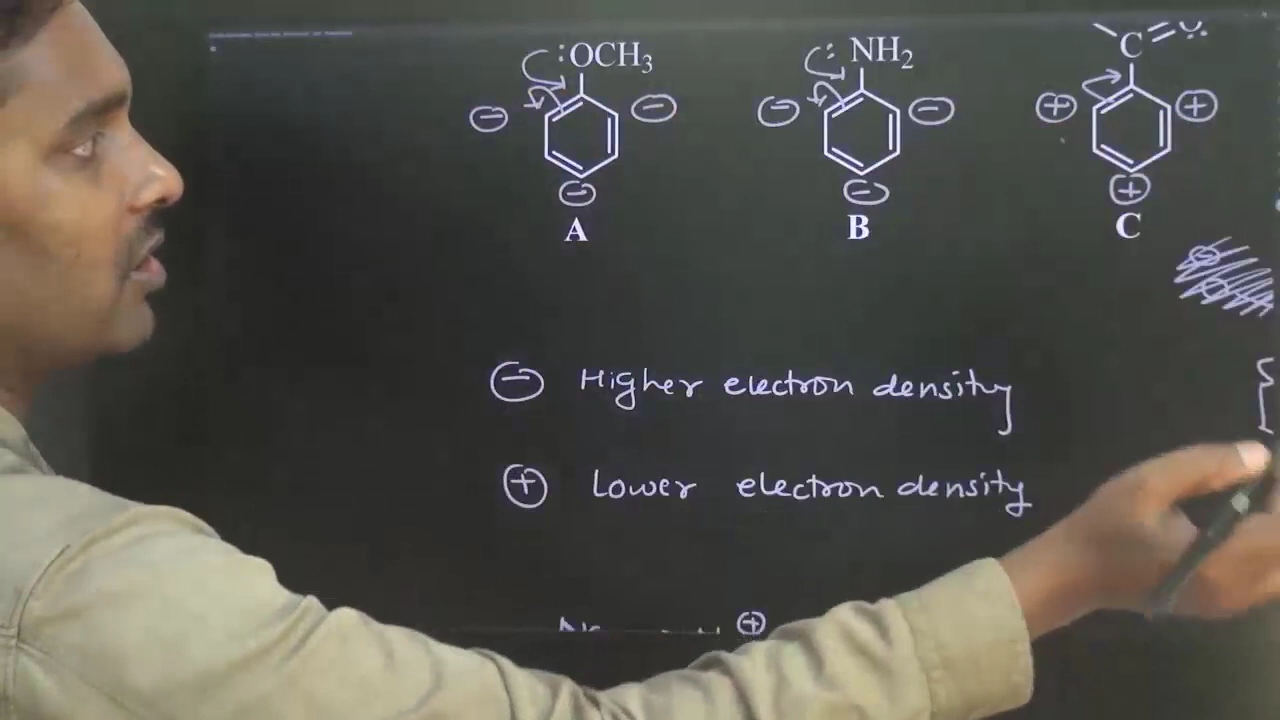 :OCH₃
: NH₂
C
A
B
C
⊖ Higher electron density
⊕ Lower electron density
⊕